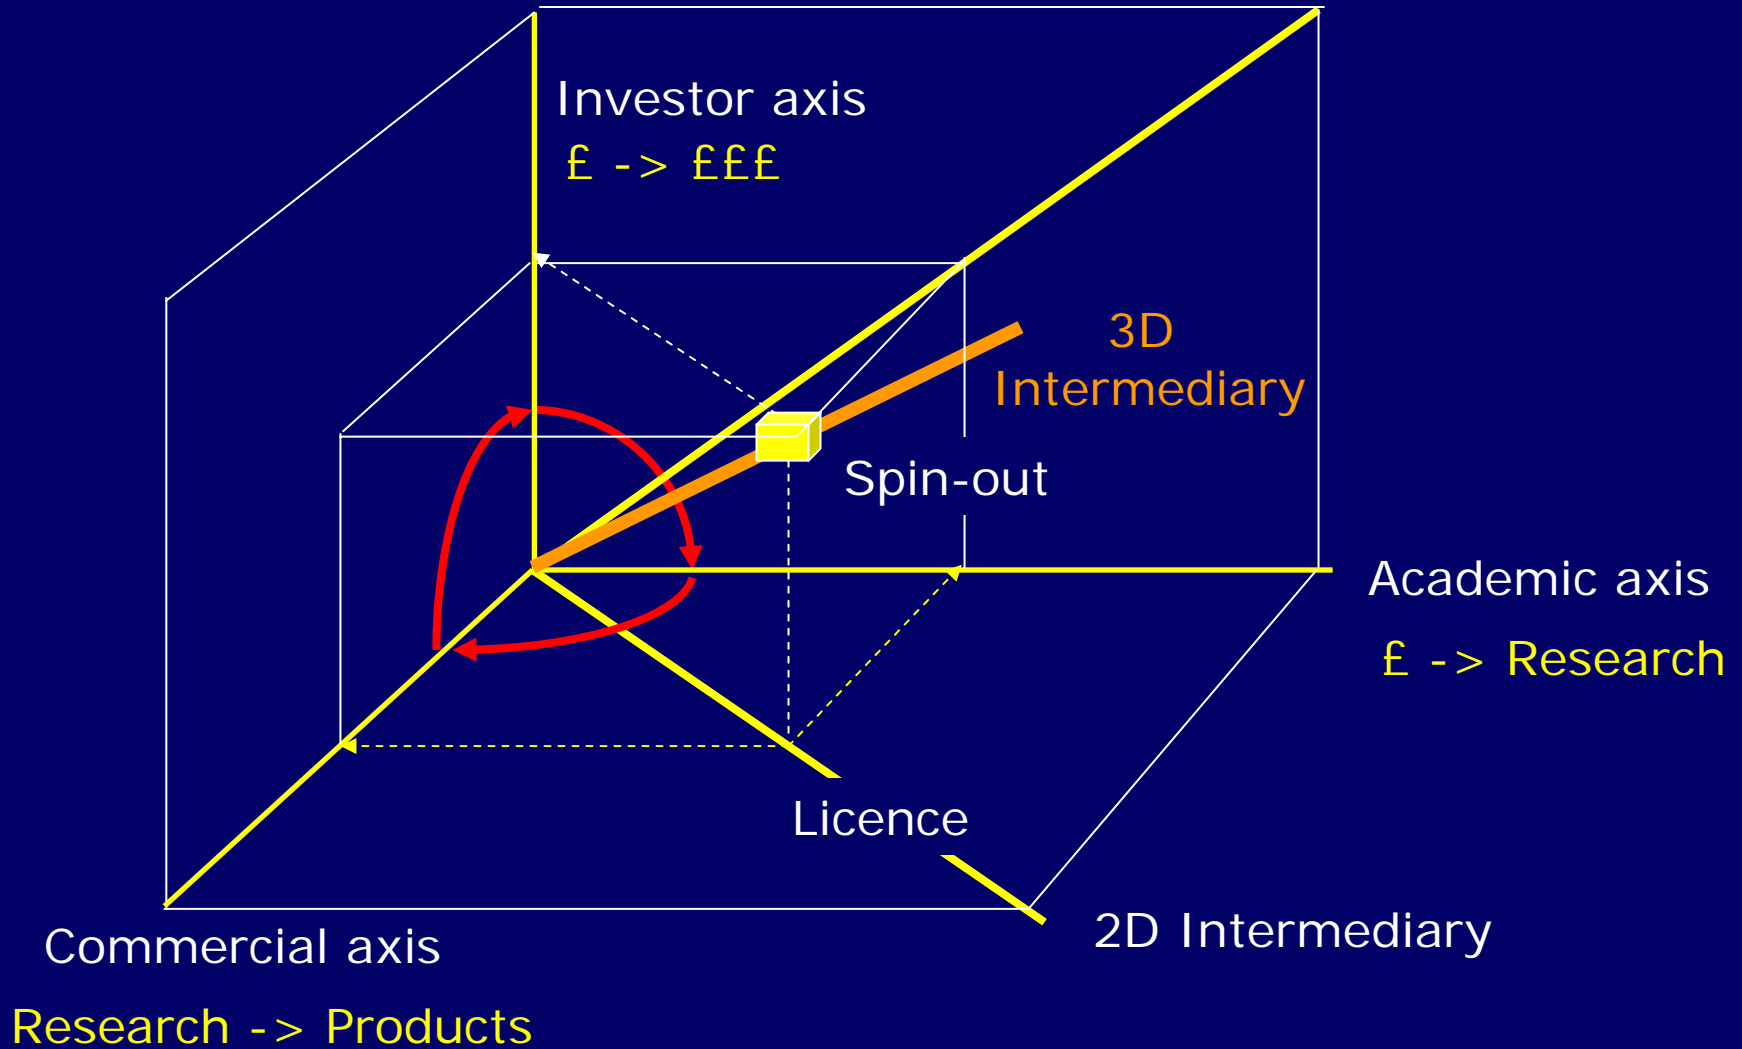 Investor axis
£ -> £££
3D
Intermediary
Spin-out
Academic axis
£ -> Research
Licence
2D Intermediary
Commercial axis
Research -> Products